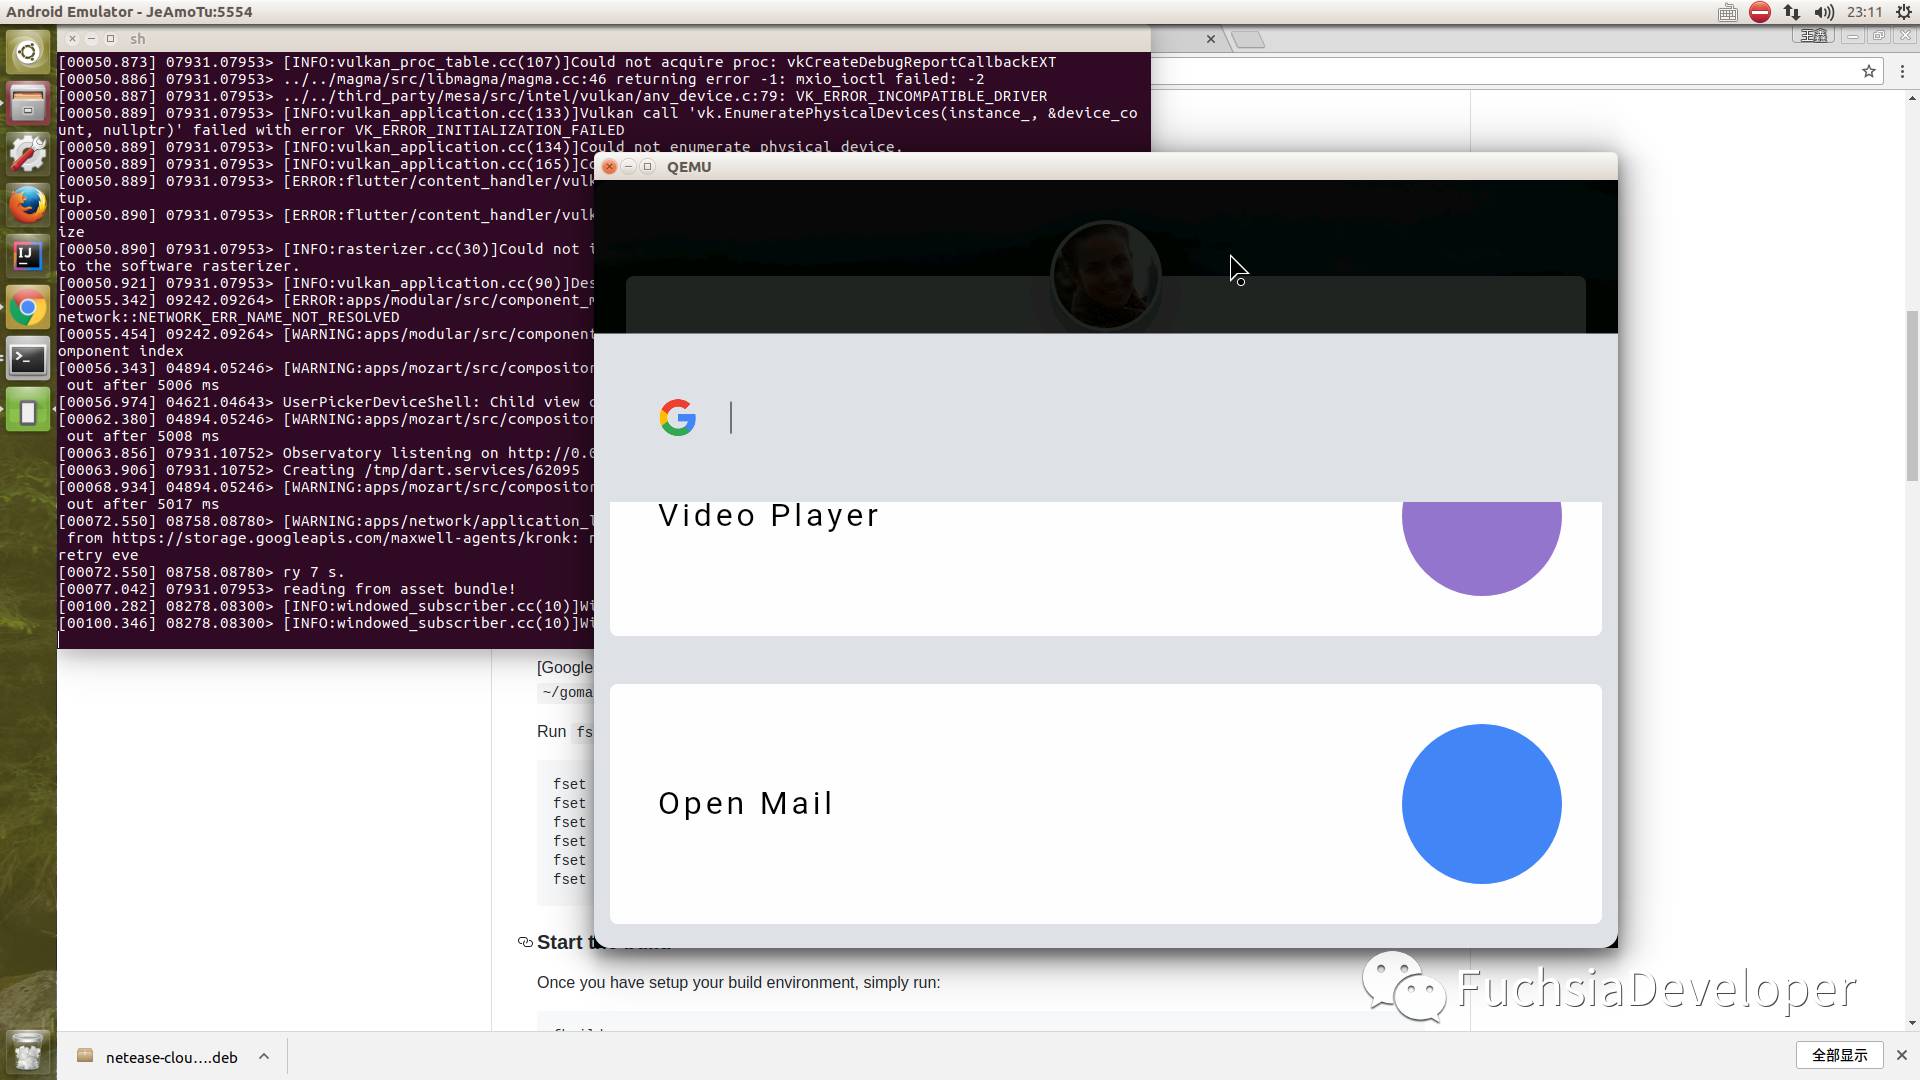 Android Emulator - JeAmoTu:5554
23:11
sh
王鑫
[00050.873] 07931.07953> [INFO:vulkan_proc_table.cc(107)]Could not acquire proc: vkCreateDebugReportCallbackEXT
[00050.886] 07931.07953> ../../magma/src/libmagma/magma.cc:46 returning error -1: mxio_ioctl failed: -2
[00050.887] 07931.07953> ../../third_party/mesa/src/intel/vulkan/anv_device.c:79: VK_ERROR_INCOMPATIBLE_DRIVER
[00050.889] 07931.07953> [INFO:vulkan_application.cc(133)]Vulkan call 'vk.EnumeratePhysicalDevices(instance_, &device_co
unt, nullptr)' failed with error VK_ERROR_INITIALIZATION_FAILED
[00050.889] 07931.07953> [INFO:vulkan_application.cc(134)]Could not enumerate physical device.
[00050.889] 07931.07953> [INFO:vulkan_application.cc(165)]Co
[00050.889] 07931.07953> [ERROR:flutter/content_handler/vulk
tup.
[00050.890] 07931.07953> [ERROR:flutter/content_handler/vulk
ize
[00050.890] 07931.07953> [INFO:rasterizer.cc(30)]Could not i
to the software rasterizer.
[00050.921] 07931.07953> [INFO:vulkan_application.cc(90)]Des
[00055.342] 09242.09264> [ERROR:apps/modular/src/component_m
network::NETWORK_ERR_NAME_NOT_RESOLVED
[00055.454] 09242.09264> [WARNING:apps/modular/src/component
omponent index
[00056.343] 04894.05246> [WARNING:apps/mozart/src/compositor
out after 5006 ms
[00056.974] 04621.04643> UserPickerDeviceShell: Child view c
[00062.380] 04894.05246> [WARNING:apps/mozart/src/compositor
out after 5008 ms
[00063.856] 07931.10752> Observatory listening on http://0.0
[00063.906] 07931.10752> Creating /tmp/dart.services/62095
[00068.934] 04894.05246> [WARNING:apps/mozart/src/compositor
out after 5017 ms
[00072.550] 08758.08780> [WARNING:apps/network/application_l
from https://storage.googleapis.com/maxwell-agents/kronk: n
retry eve
[00072.550] 08758.08780> ry 7 s.
[00077.042] 07931.07953> reading from asset bundle!
[00100.282] 08278.08300> [INFO:windowed_subscriber.cc(10)]Wi
[00100.346] 08278.08300> [INFO:windowed_subscriber.cc(10)]Wi
QEMU
Video Player
Open Mail
[Google
~/goma
Run fs
fset
fset
fset
fset
fset
fset
Start the build
Once you have setup your build environment, simply run:
FuchsiaDeveloper
netease-clou....deb
全部显示